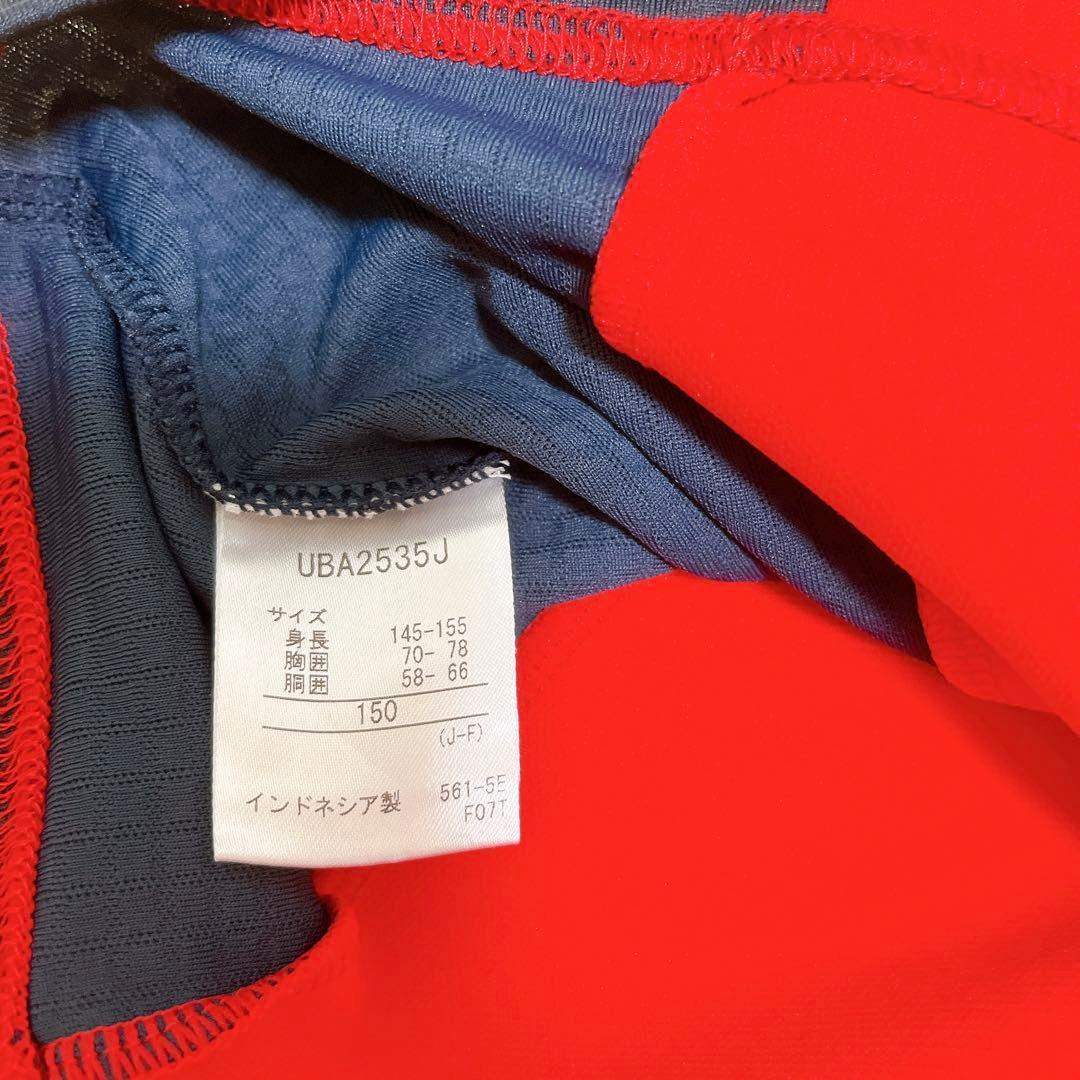 UBA2535J
サイズ
身長 145-155
胸囲 70- 78
胴囲 58- 66
150
(J-F)
インドネシア製 561-5E
F07T